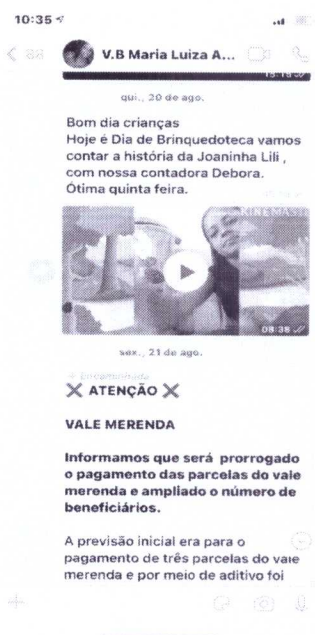 10:35
V.B Maria Luiza A...
15:15
qui., 20 de ago.
Bom dia crianças
Hoje é Dia de Brinquedoteca vamos
contar a história da Joaninha Lili ,
com nossa contadora Debora.
Ótima quinta feira.
KINEMASTER
08:38
sex., 21 de ago.
Encaminhada
❌ ATENÇÃO ❌
VALE MERENDA
Informamos que será prorrogado
o pagamento das parcelas do vale
merenda e ampliado o número de
beneficiários.
A previsão inicial era para o
pagamento de três parcelas do vale
merenda e por meio de aditivo foi